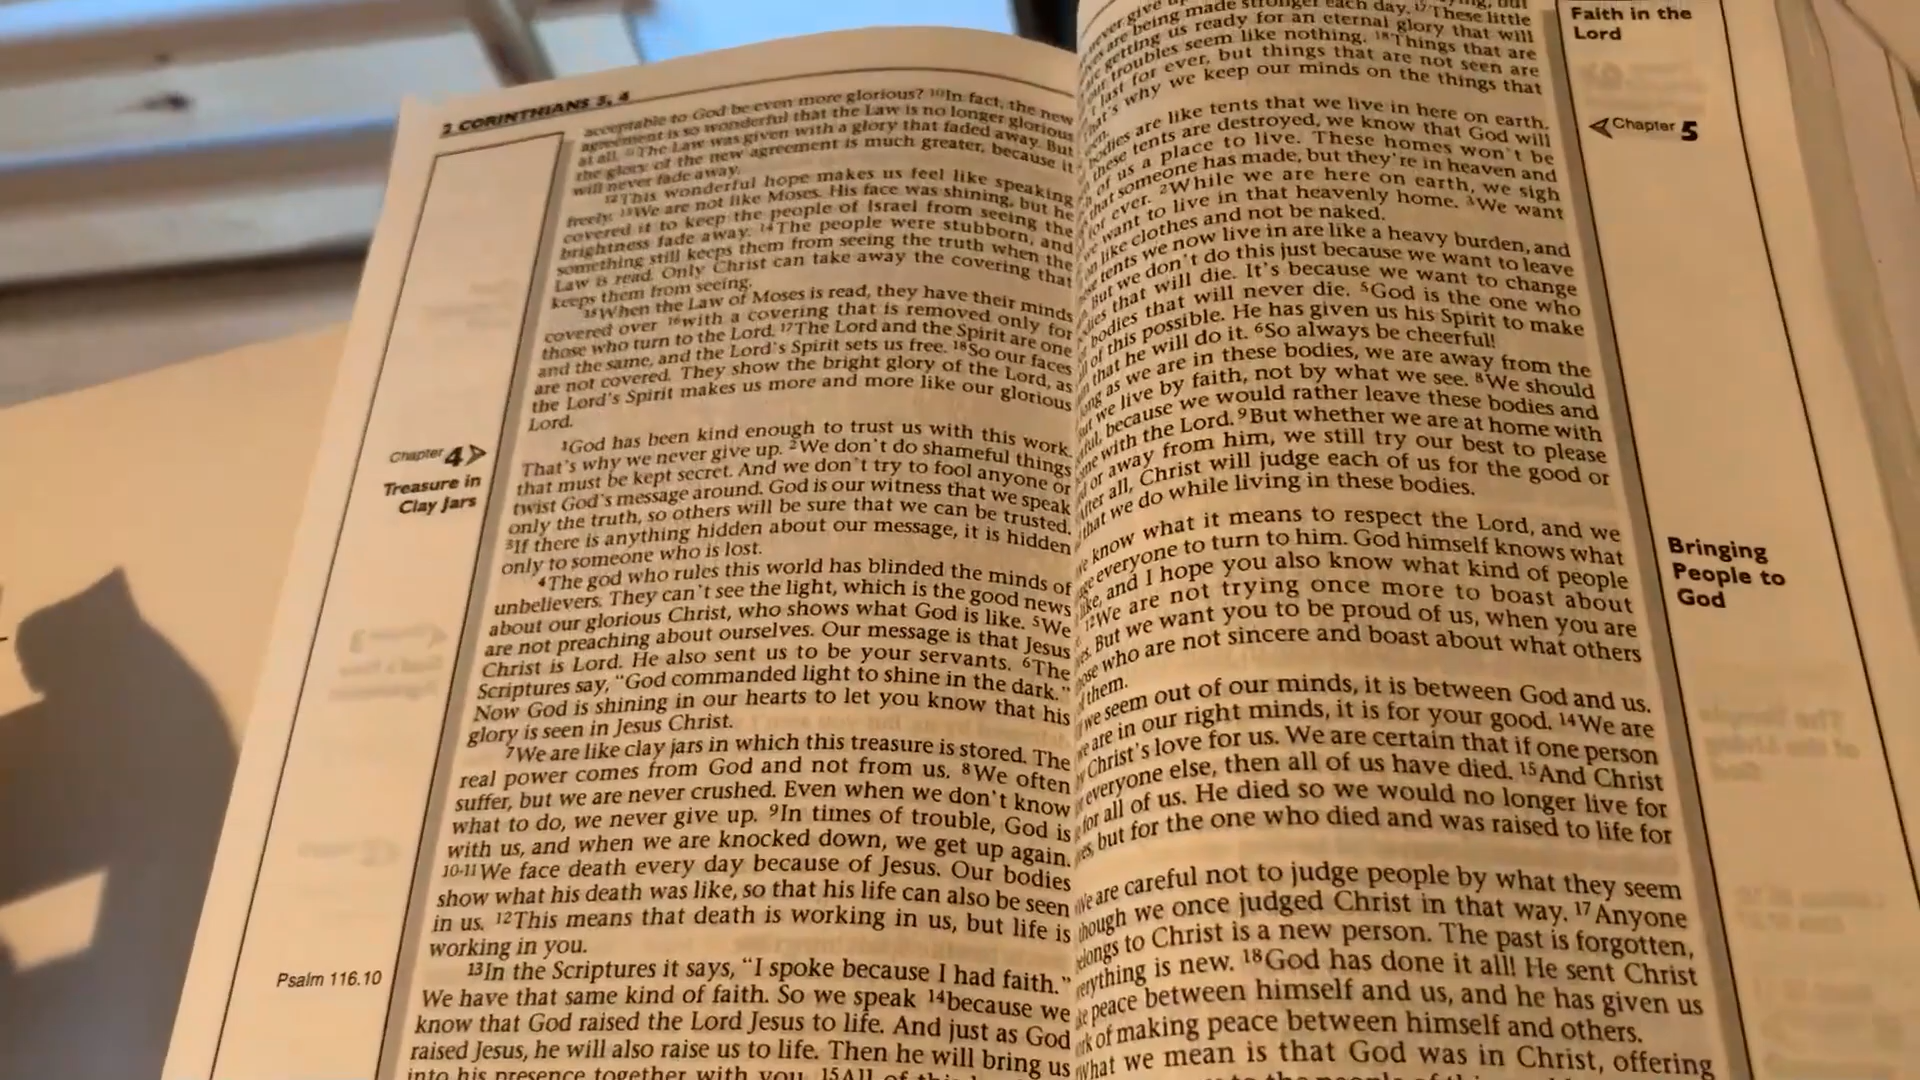 2 CORINTHIANS 3, 4
acceptable to God be even more glorious? 10In fact, the new
agreement is so wonderful that the Law is no longer glorious
at all. 11The Law was given with a glory that faded away. But
the glory of the new agreement is much greater, because it
will never fade away.
12This wonderful hope makes us feel like speaking
freely. 13We are not like Moses. His face was shining, but he
covered it to keep the people of Israel from seeing the
brightness fade away. 14The people were stubborn, and
something still keeps them from seeing the truth when the
Law is read. Only Christ can take away the covering that
keeps them from seeing.
15When the Law of Moses is read, they have their minds
covered over 16with a covering that is removed only for
those who turn to the Lord. 17The Lord and the Spirit are one
and the same, and the Lord's Spirit sets us free. 18So our faces
are not covered. They show the bright glory of the Lord, as
the Lord's Spirit makes us more and more like our glorious
Lord.
Chapter 4
Treasure in
Clay Jars
1God has been kind enough to trust us with this work.
That's why we never give up. 2We don't do shameful things
that must be kept secret. And we don't try to fool anyone or
twist God's message around. God is our witness that we speak
only the truth, so others will be sure that we can be trusted.
3If there is anything hidden about our message, it is hidden
only to someone who is lost.
4The god who rules this world has blinded the minds of
unbelievers. They can't see the light, which is the good news
about our glorious Christ, who shows what God is like. 5We
are not preaching about ourselves. Our message is that Jesus
Christ is Lord. He also sent us to be your servants. 6The
Scriptures say, "God commanded light to shine in the dark."
Now God is shining in our hearts to let you know that his
glory is seen in Jesus Christ.
7We are like clay jars in which this treasure is stored. The
real power comes from God and not from us. 8We often
suffer, but we are never crushed. Even when we don't know
what to do, we never give up. 9In times of trouble, God is
with us, and when we are knocked down, we get up again.
10-11We face death every day because of Jesus. Our bodies
show what his death was like, so that his life can also be seen
in us. 12This means that death is working in us, but life is
working in you.
Psalm 116.10
13In the Scriptures it says, "I spoke because I had faith."
We have that same kind of faith. So we speak 14because we
know that God raised the Lord Jesus to life. And just as God
raised Jesus, he will also raise us to life. Then he will bring us
into his presence together with you. 15All of
never give
are being made stronger each day. 17These little
getting us ready for an eternal glory that will
troubles seem like nothing. 18Things that are
last for ever, but things that are not seen are
that's why we keep our minds on the things that
Faith in the
Lord
Chapter 5
bodies are like tents that we live in here on earth.
these tents are destroyed, we know that God will
of us a place to live. These homes won't be
that someone has made, but they're in heaven and
for ever. 2While we are here on earth, we sigh
we want to live in that heavenly home. 3We want
on like clothes and not be naked.
tents we now live in are like a heavy burden, and
But we don't do this just because we want to leave
bodies that will die. It's because we want to change
bodies that will never die. 5God is the one who
of this possible. He has given us his Spirit to make
that he will do it. 6So always be cheerful!
as we are in these bodies, we are away from the
we live by faith, not by what we see. 8We should
because we would rather leave these bodies and
with the Lord. 9But whether we are at home with
or away from him, we still try our best to please
After all, Christ will judge each of us for the good or
that we do while living in these bodies.
Bringing
People to
God
know what it means to respect the Lord, and we
everyone to turn to him. God himself knows what
like, and I hope you also know what kind of people
12We are not trying once more to boast about
But we want you to be proud of us, when you are
who are not sincere and boast about what others
them.
we seem out of our minds, it is between God and us.
are in our right minds, it is for your good. 14We are
Christ's love for us. We are certain that if one person
everyone else, then all of us have died. 15And Christ
for all of us. He died so we would no longer live for
but for the one who died and was raised to life for
are careful not to judge people by what they seem
though we once judged Christ in that way. 17Anyone
to Christ is a new person. The past is forgotten,
is new. 18God has done it all! He sent Christ
peace between himself and us, and he has given us
of making peace between himself and others.
what we mean is that God was in Christ, offering